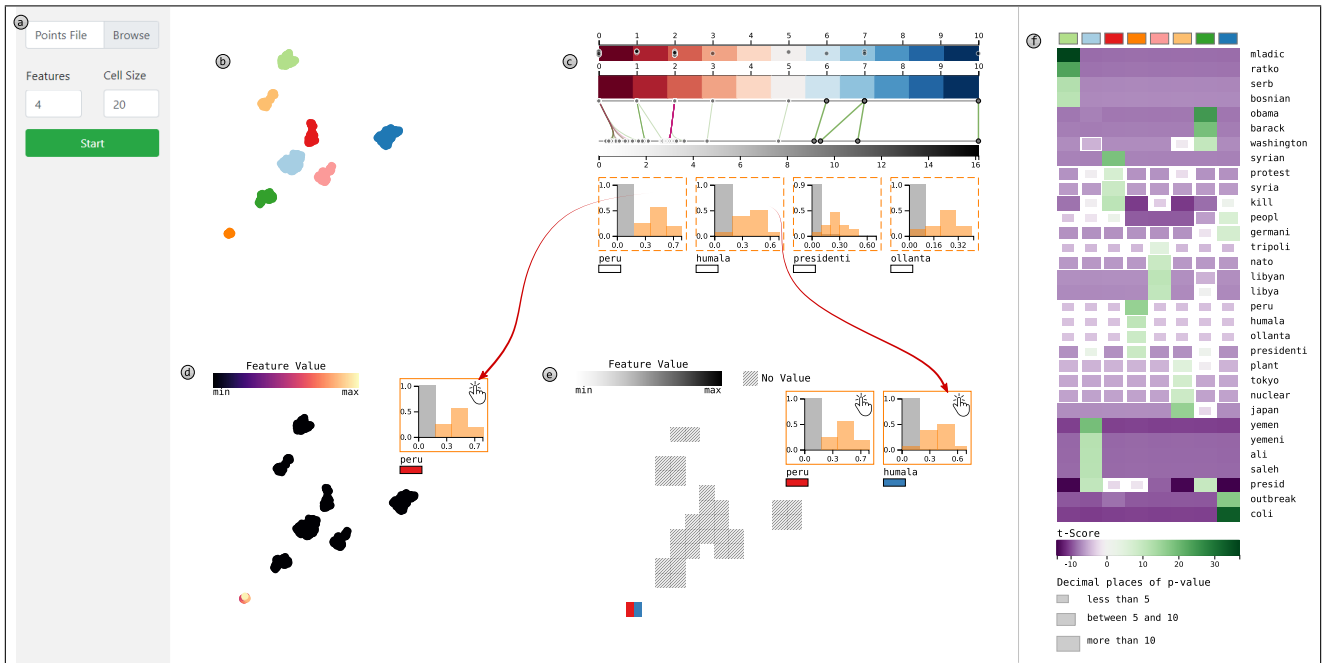 a
Points File Browse
Features Cell Size
4 20
Start
b
c
0 1 2 3 4 5 6 7 8 9 10
0 1 2 3 4 5 6 7 8 9 10
0 2 4 6 8 10 12 14 16
1.0 0.5 0.0
0.0 0.3 0.7
peru
1.0 0.5 0.0
0.0 0.3 0.6
humala
0.9 0.5 0.0
0.00 0.30 0.60
presidenti
1.0 0.5 0.0
0.00 0.16 0.32
ollanta
d
Feature Value
min max
1.0 0.5 0.0
0.0 0.3 0.7
peru
e
Feature Value
min max
No Value
1.0 0.5 0.0
0.0 0.3 0.7
peru
1.0 0.5 0.0
0.0 0.3 0.6
humala
f
mladic
ratko
serb
bosnian
obama
barack
washington
syrian
protest
syria
kill
peopl
germani
tripoli
nato
libyan
libya
peru
humala
ollanta
presidenti
plant
tokyo
nuclear
japan
yemen
yemeni
ali
saleh
presid
outbreak
coli
t-Score
-10 0 10 20 30
Decimal places of p-value
less than 5
between 5 and 10
more than 10